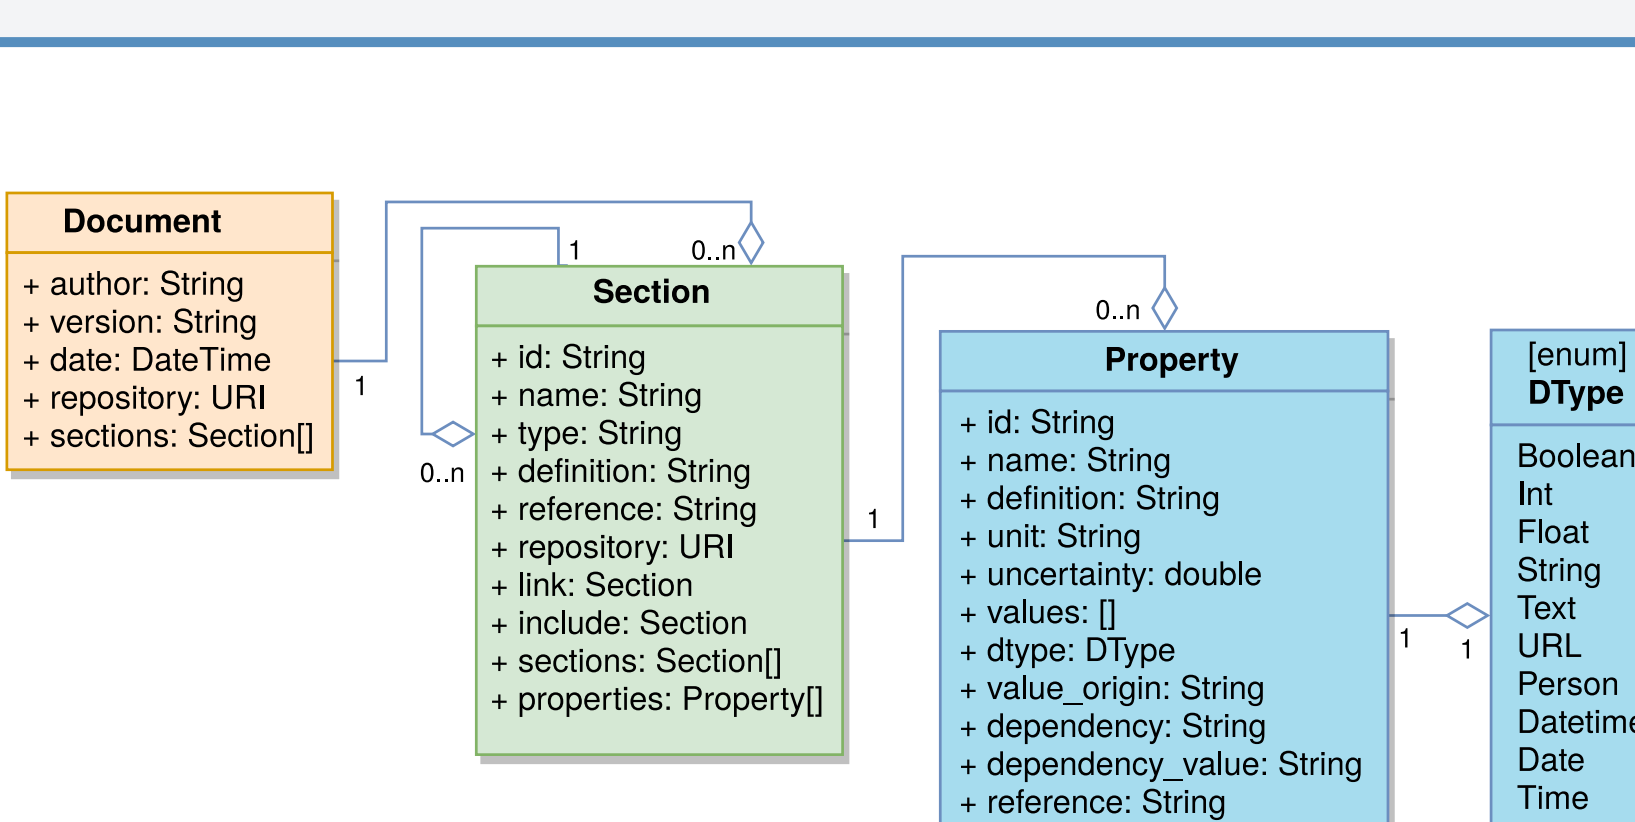 Document
+ author: String
+ version: String
+ date: DateTime
+ repository: URI
+ sections: Section[]
1
1
0..n
0..n
Section
+ id: String
+ name: String
+ type: String
+ definition: String
+ reference: String
+ repository: URI
+ link: Section
+ include: Section
+ sections: Section[]
+ properties: Property[]
1
0..n
Property
+ id: String
+ name: String
+ definition: String
+ unit: String
+ uncertainty: double
+ values: []
+ dtype: DType
+ value_origin: String
+ dependency: String
+ dependency_value: String
+ reference: String
1
1
[enum]
DType
Boolean
Int
Float
String
Text
URL
Person
Datetime
Date
Time